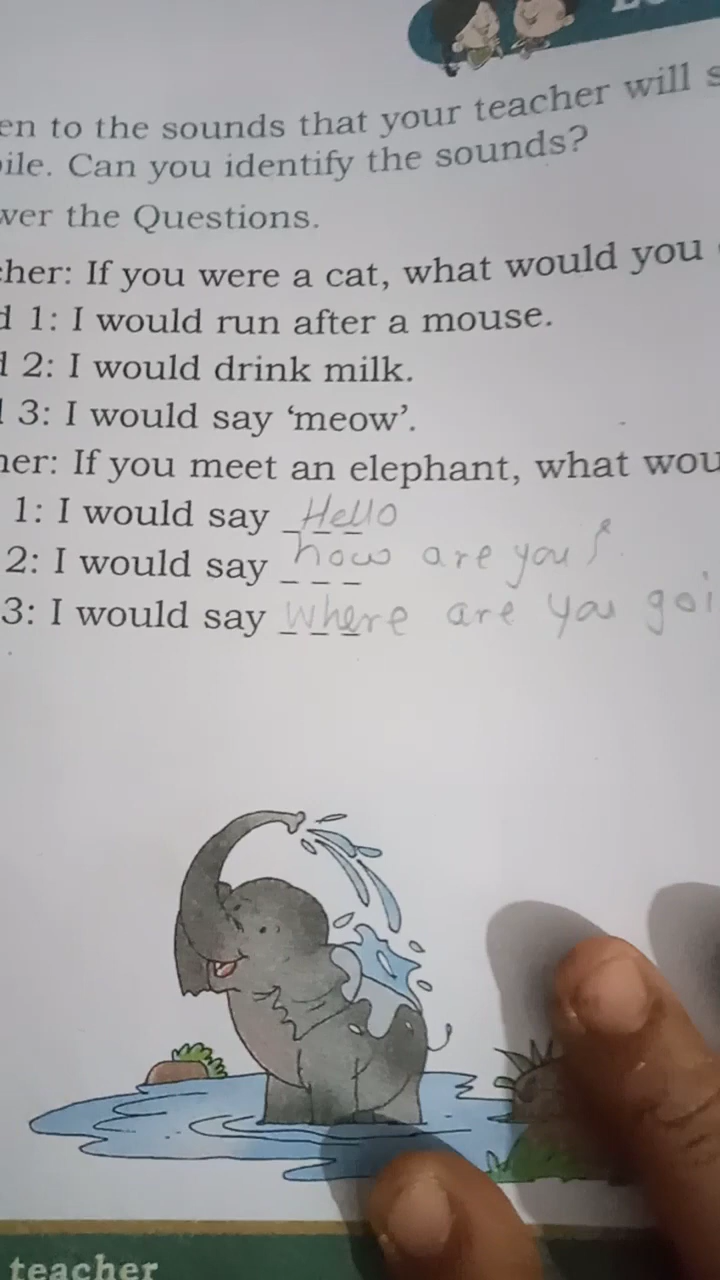 en to the sounds that your teacher will s
ile. Can you identify the sounds?
wer the Questions.
her: If you were a cat, what would you
d 1: I would run after a mouse.
2: I would drink milk.
3: I would say ‘meow’.
her: If you meet an elephant, what wou
1: I would say Hello
2: I would say how are you
3: I would say where are you goi
teacher